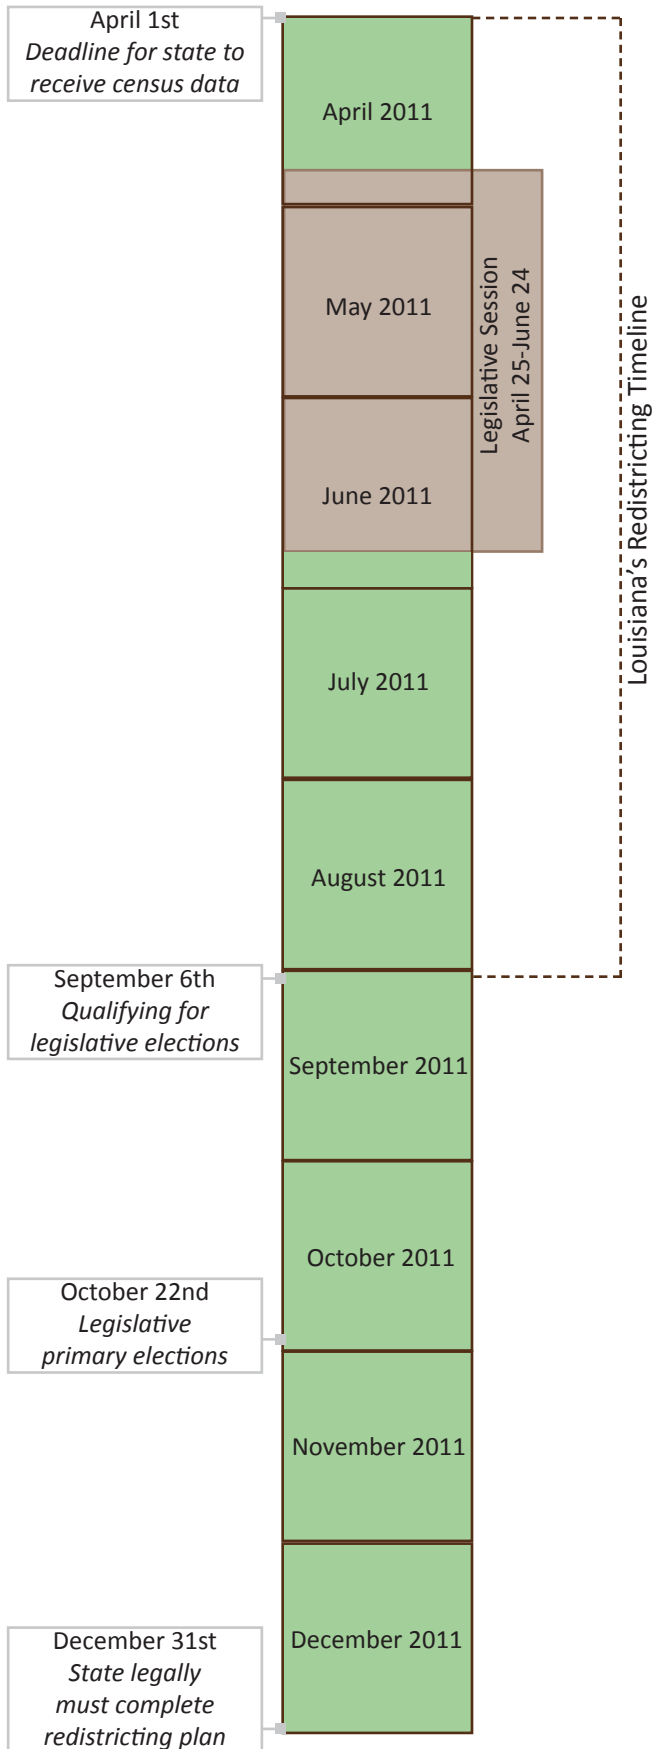 April 1st
Deadline for state to
receive census data
April 2011
May 2011
Legislative Session
April 25-June 24
June 2011
Louisiana's Redistricting Timeline
July 2011
August 2011
September 6th
Qualifying for
legislative elections
September 2011
October 2011
October 22nd
Legislative
primary elections
November 2011
December 2011
December 31st
State legally
must complete
redistricting plan